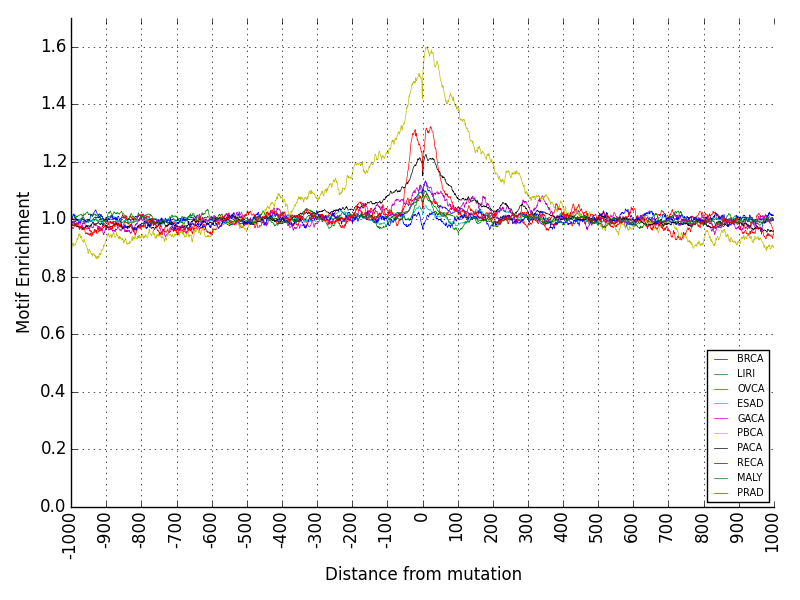 1.6
1.4
1.2
1.0
0.8
0.6
0.4
0.2
0.0
Motif Enrichment
BRCA
LIRI
OVCA
ESAD
GACA
PBCA
PACA
RECA
MALY
PRAD
-1000 -900 -800 -700 -600 -500 -400 -300 -200 -100 0 100 200 300 400 500 600 700 800 900 1000
Distance from mutation